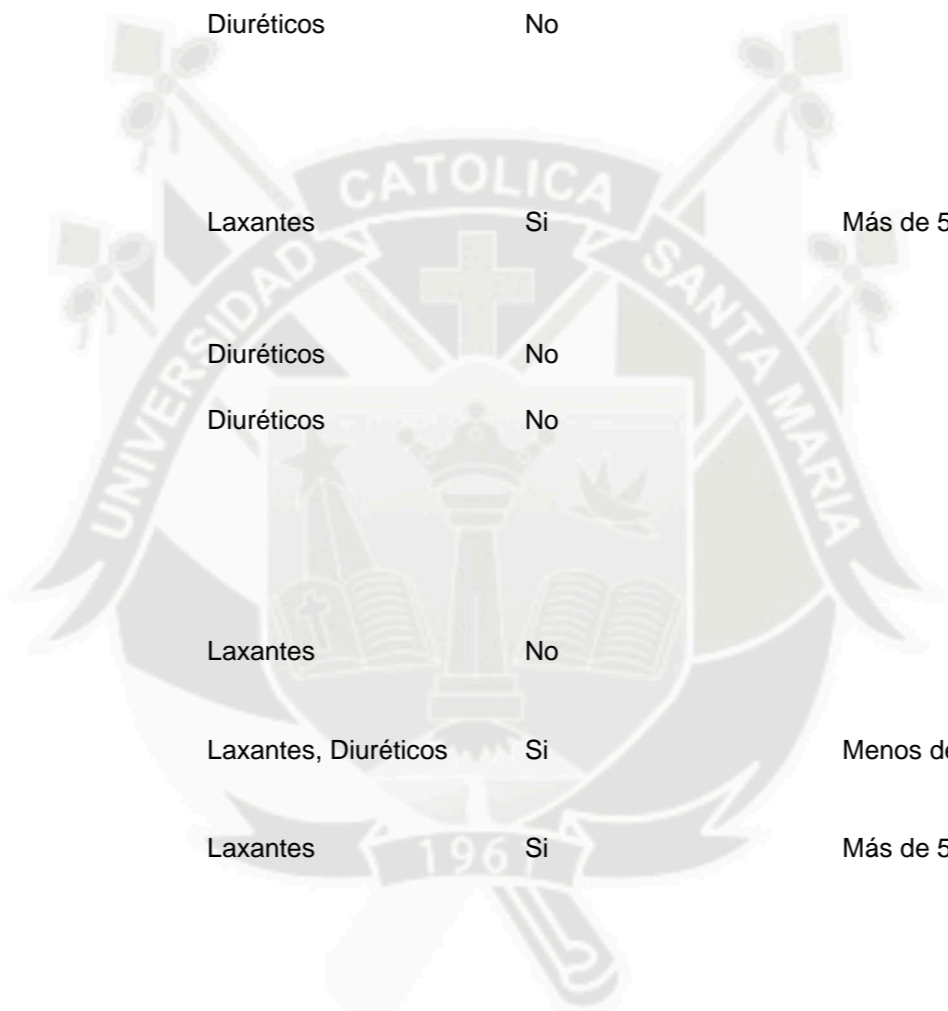 Diuréticos No
UNIVERSIDAD CATOLICA SANTA MARIA
Laxantes Si Más de 5
Diuréticos No
Diuréticos No
Laxantes No
Laxantes, Diuréticos Si Menos de
Laxantes Si Más de 5
1961